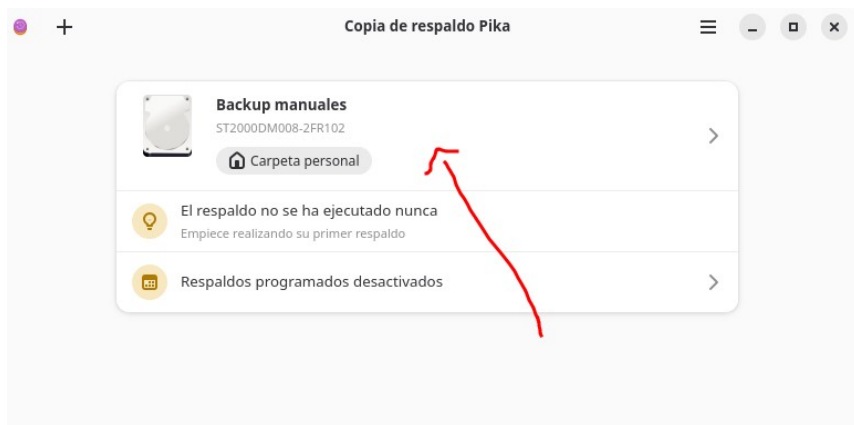 Copia de respaldo Pika
Backup manuales
ST2000DM008-2FR102
Carpeta personal
El respaldo no se ha ejecutado nunca
Empiece realizando su primer respaldo
Respaldos programados desactivados